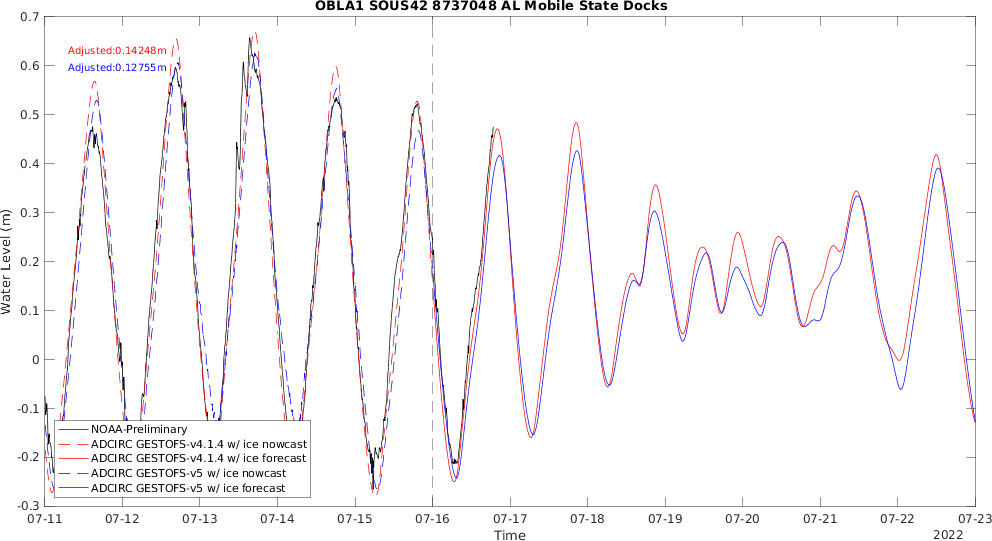 OBLA1 SOUS42 8737048 AL Mobile State Docks
Adjusted:0.14248m
Adjusted:0.12755m
Water Level (m)
0.7
0.6
0.5
0.4
0.3
0.2
0.1
0
-0.1
-0.2
-0.3
NOAA-Preliminary
ADCIRC GESTOFS-v4.1.4 w/ ice nowcast
ADCIRC GESTOFS-v4.1.4 w/ ice forecast
ADCIRC GESTOFS-v5 w/ ice nowcast
ADCIRC GESTOFS-v5 w/ ice forecast
07-11 07-12 07-13 07-14 07-15 07-16 07-17 07-18 07-19 07-20 07-21 07-22 07-23
Time
2022